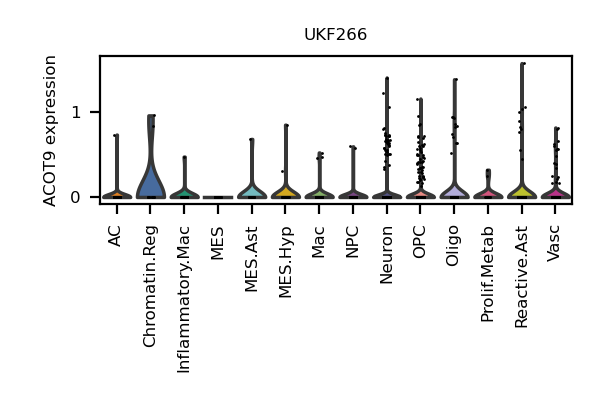 UKF266
ACOT9 expression
1
0
AC
Chromatin.Reg
Inflammatory.Mac
MES
MES.Ast
MES.Hyp
Mac
NPC
Neuron
OPC
Oligo
Prolif.Metab
Reactive.Ast
Vasc